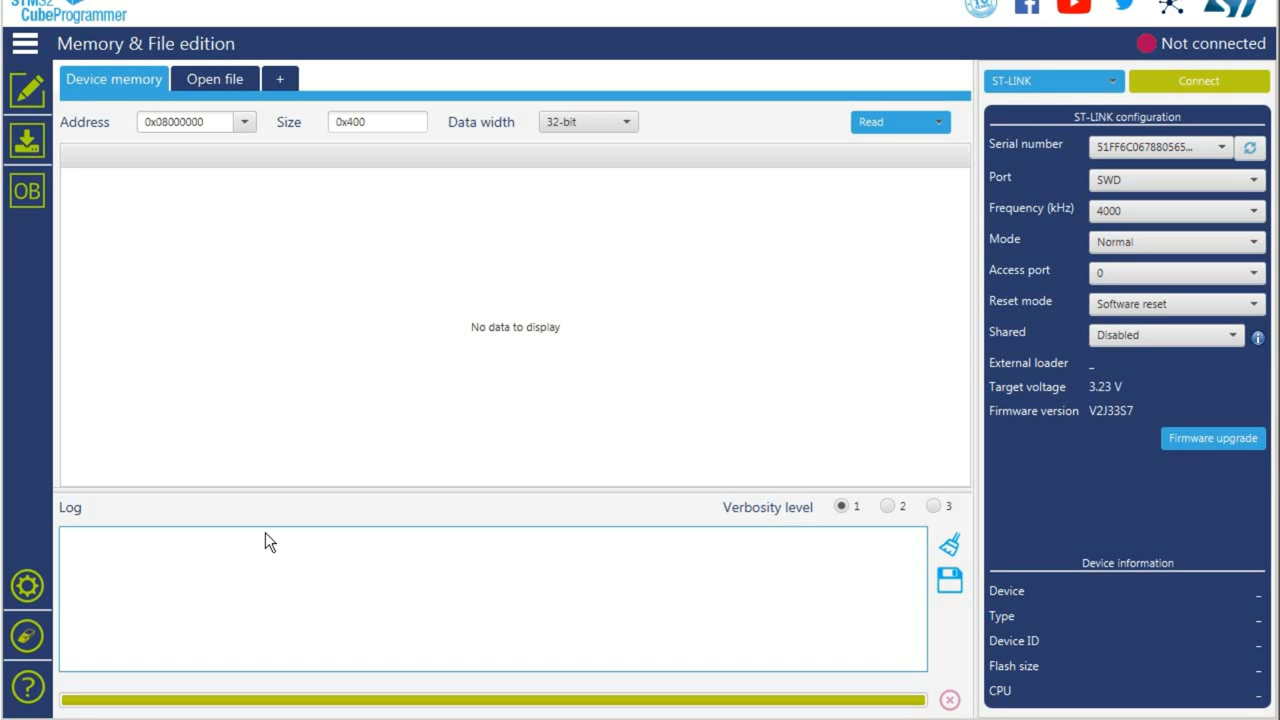 STM32
CubeProgrammer
Memory & File edition
Not connected
Device memory
Open file
+
ST-LINK
Connect
Address
0x08000000
Size
0x400
Data width
32-bit
Read
ST-LINK configuration
Serial number
51FF6C067880565...
Port
SWD
Frequency (kHz)
4000
Mode
Normal
Access port
0
Reset mode
Software reset
Shared
Disabled
External loader
_
Target voltage
3.23 V
Firmware version
V2J33S7
Firmware upgrade
OB
No data to display
Log
Verbosity level
1
2
3
Device information
Device
_
Type
_
Device ID
_
Flash size
_
CPU
_
?